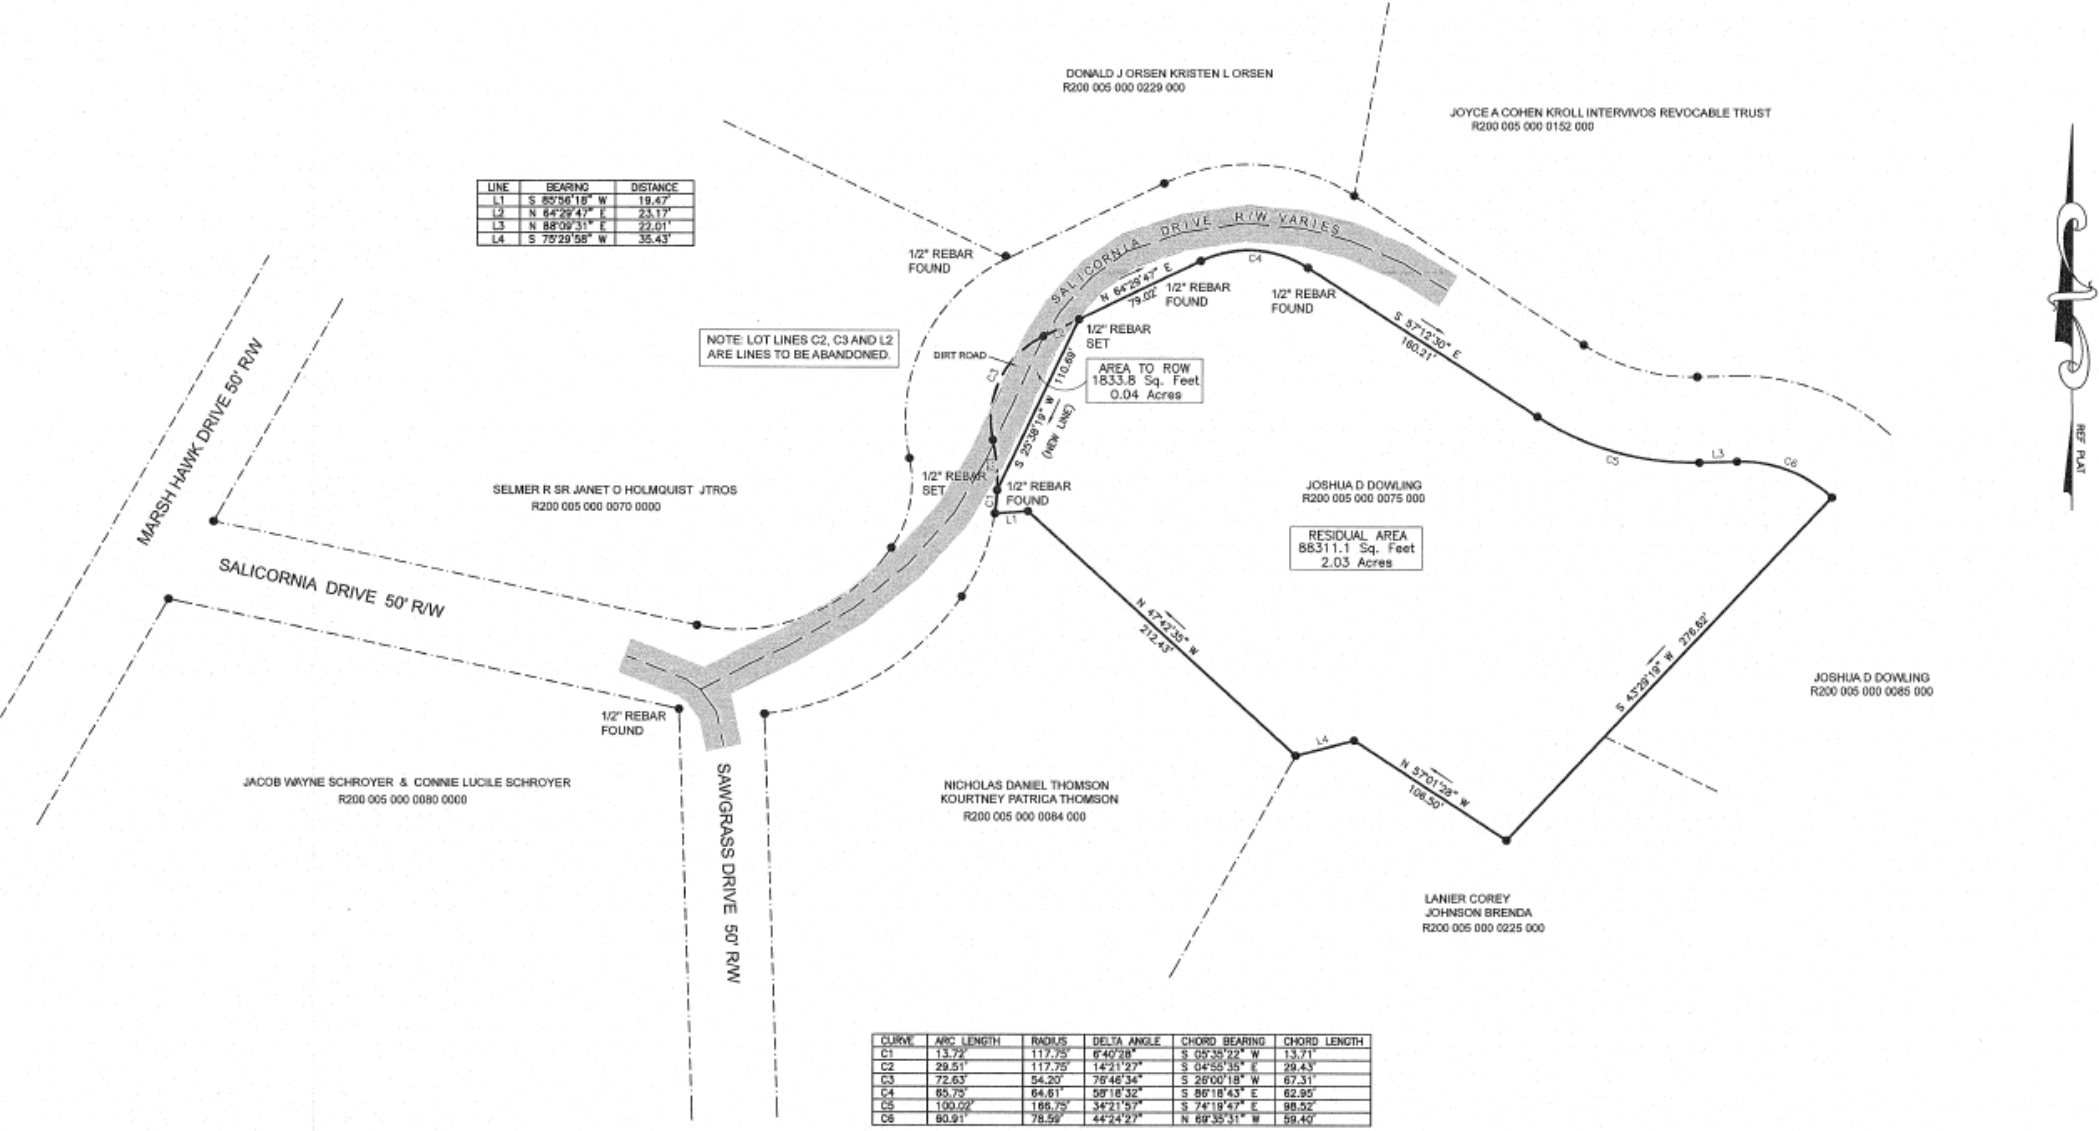 DONALD J ORSEN KRISTEN L ORSEN
R200 005 000 0229 000
JOYCE A COHEN KROLL INTERVIVOS REVOCABLE TRUST
R200 005 000 0152 000
LINE BEARING DISTANCE
L1 S 85°56'18" W 19.47'
L2 N 64°29'47" E 23.17'
L3 N 88°09'31" E 22.01'
L4 S 75°29'58" W 35.43'
1/2" REBAR
FOUND
SALICORNIA DRIVE R/W VARIES
N 64°29'47" E
79.02'
C4
1/2" REBAR
FOUND
1/2" REBAR
FOUND
S 57°12'30" E
160.21'
NOTE: LOT LINES C2, C3 AND L2
ARE LINES TO BE ABANDONED.
DIRT ROAD
L2
C3
1/2" REBAR
SET
AREA TO ROW
1833.8 Sq. Feet
0.04 Acres
S 25°38'19" W 110.69'
(NEW LINE)
C2
C1
L1
1/2" REBAR
SET
1/2" REBAR
FOUND
C5
L3
C6
REF PLAT
MARSH HAWK DRIVE 50' R/W
SELMER R SR JANET O HOLMQUIST JTROS
R200 005 000 0070 0000
JOSHUA D DOWLING
R200 005 000 0075 000
RESIDUAL AREA
88311.1 Sq. Feet
2.03 Acres
SALICORNIA DRIVE 50' R/W
N 47°42'35" W
212.43'
S 43°29'19" W 276.62'
JOSHUA D DOWLING
R200 005 000 0085 000
1/2" REBAR
FOUND
L4
N 57°01'28" W
106.50'
JACOB WAYNE SCHROYER & CONNIE LUCILE SCHROYER
R200 005 000 0080 0000
SAWGRASS DRIVE 50' R/W
NICHOLAS DANIEL THOMSON
KOURTNEY PATRICA THOMSON
R200 005 000 0084 000
LANIER COREY
JOHNSON BRENDA
R200 005 000 0225 000
CURVE ARC LENGTH RADIUS DELTA ANGLE CHORD BEARING CHORD LENGTH
C1 13.72' 117.75' 6°40'28" S 05°35'22" W 13.71'
C2 29.51' 117.75' 14°21'27" S 04°55'35" E 29.43'
C3 72.63' 54.20' 76°46'34" S 26°00'18" W 67.31'
C4 65.75' 64.61' 58°18'32" S 86°18'43" E 62.95'
C5 100.02' 166.75' 34°21'57" S 74°19'47" E 98.52'
C6 60.91' 78.59' 44°24'27" N 69°35'31" W 59.40'